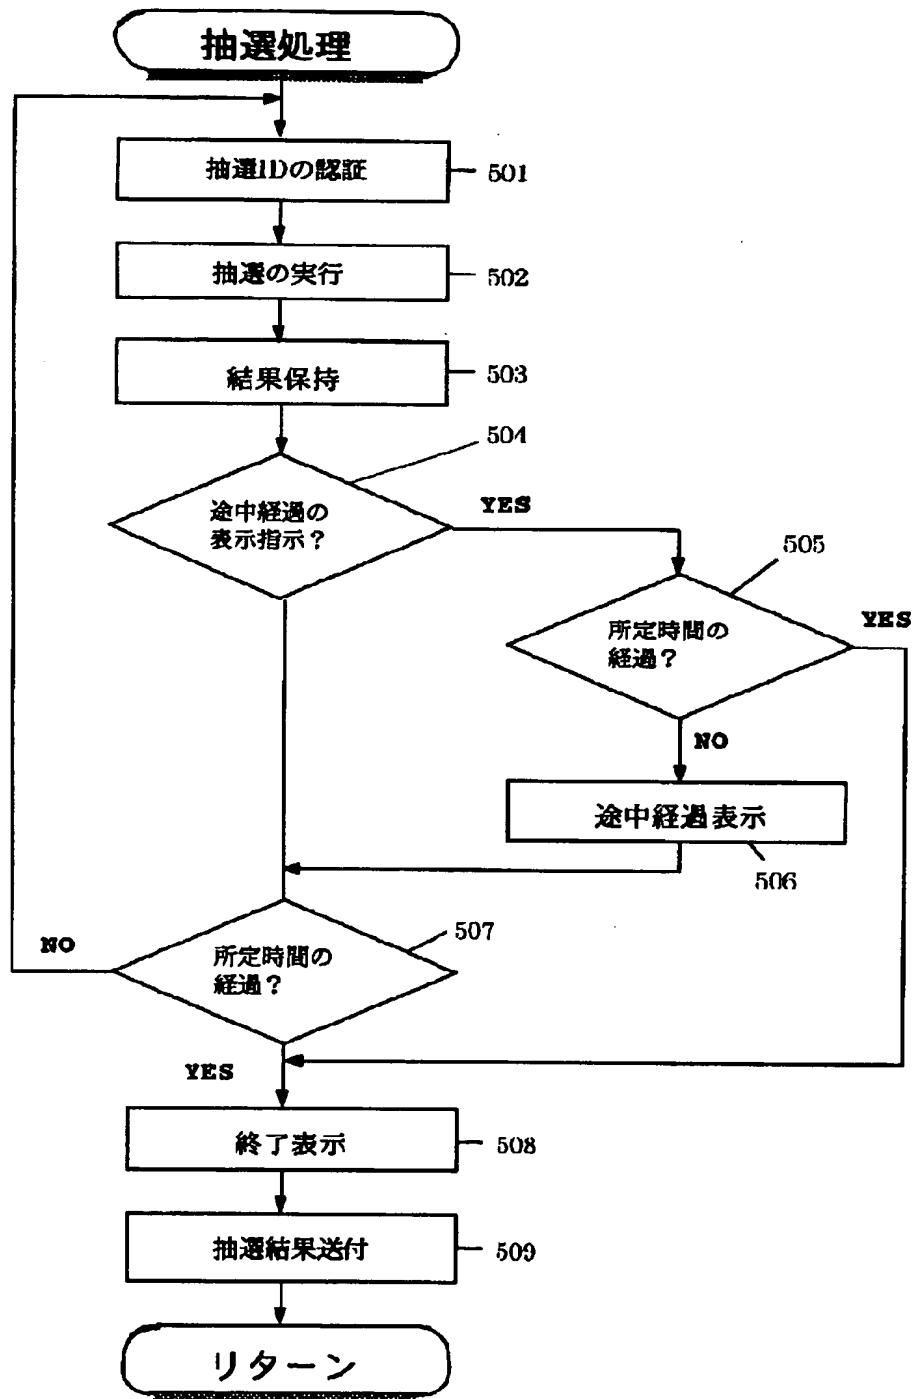 抽選処理
抽選IDの認証
501
抽選の実行
502
結果保持
503
504
途中経過の
表示指示?
YES
505
所定時間の
経過?
YES
NO
途中経過表示
506
507
所定時間の
経過?
NO
YES
終了表示
508
抽選結果送付
509
リターン